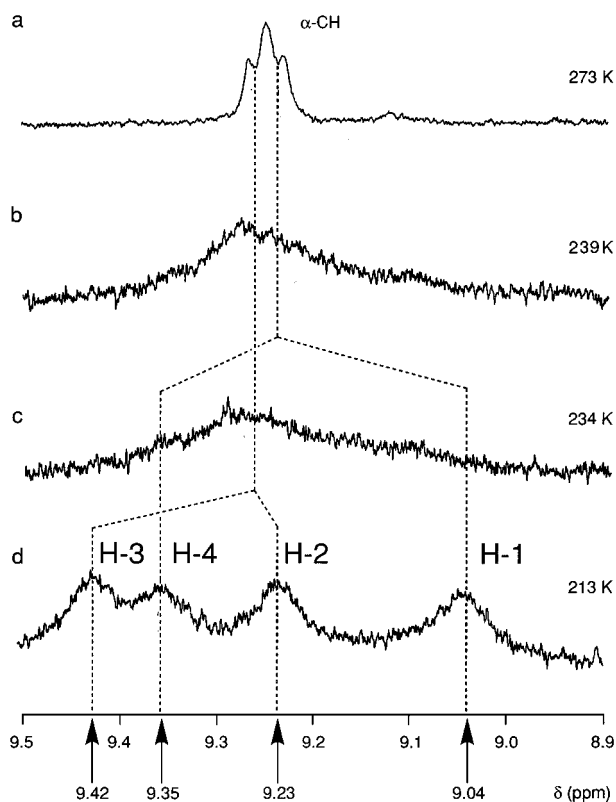 a
α-CH
273 K
b
239K
c
234 K
d
H-3 H-4 H-2 H-1
213 K
9.5 9.4 9.3 9.2 9.1 9.0 8.9
9.42 9.35 9.23 9.04 δ (ppm)